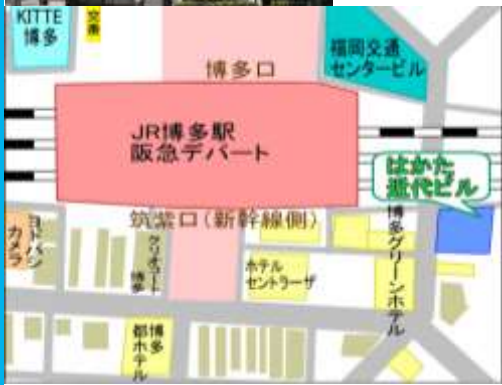 KITTE
博多
交番
福岡交通
センタービル
博多口
JR博多駅
阪急デパート
はかた
近代ビル
筑紫口(新幹線側)
ヨドバシ
カメラ
クリオコート
博多
ホテル
セントラーザ
博多グリーンホテル
博多
都ホテル